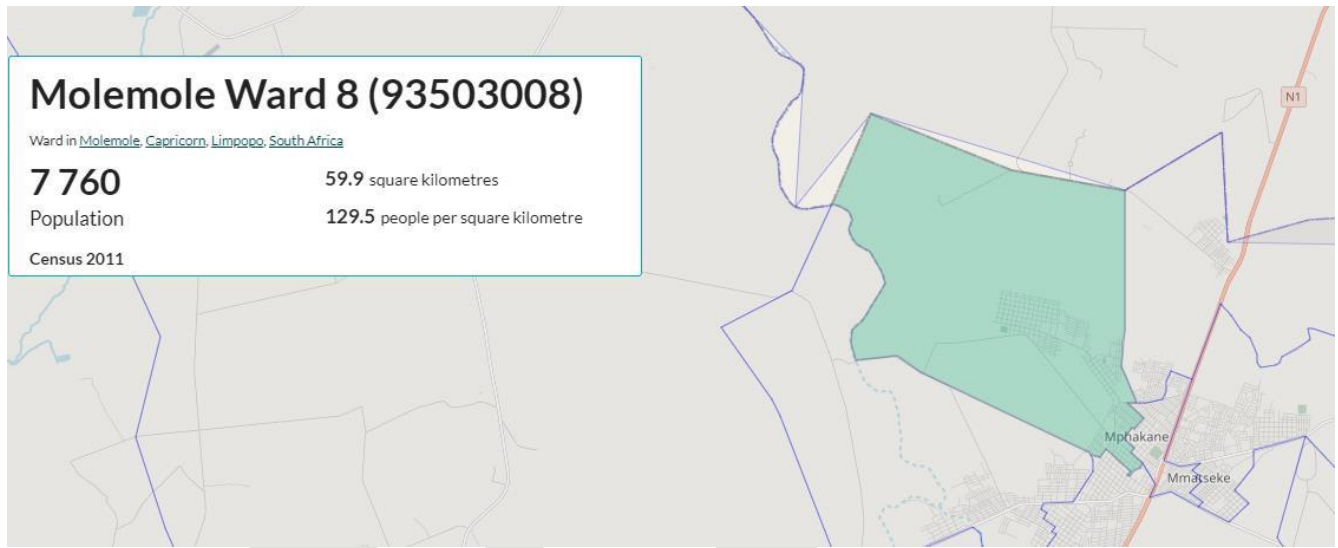 Molemole Ward 8 (93503008)
Ward in Molemole, Capricorn, Limpopo, South Africa
7 760
Population
59.9 square kilometres
129.5 people per square kilometre
Census 2011
N1
Mphakane
Mmatseke